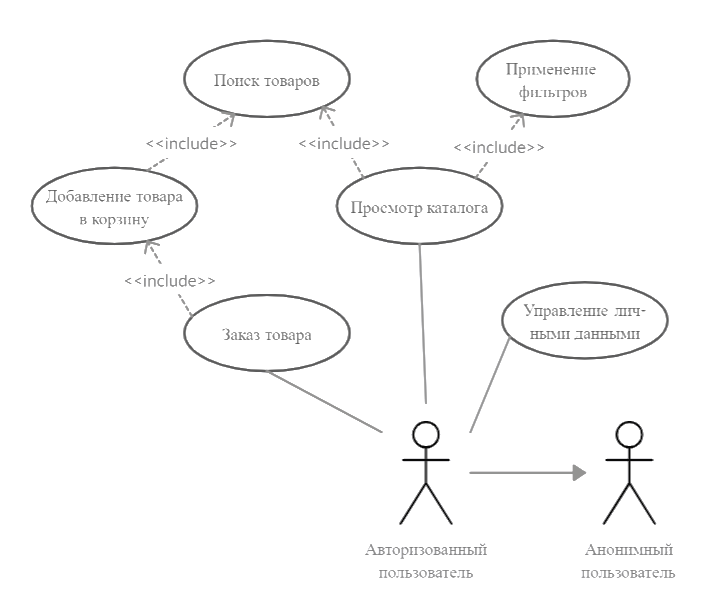 Поиск товаров
Применение
фильтров
<<include>>
<<include>>
<<include>>
Добавление товара
в корзину
Просмотр каталога
<<include>>
Заказ товара
Управление лич-
ными данными
Авторизованный
пользователь
Анонимный
пользователь